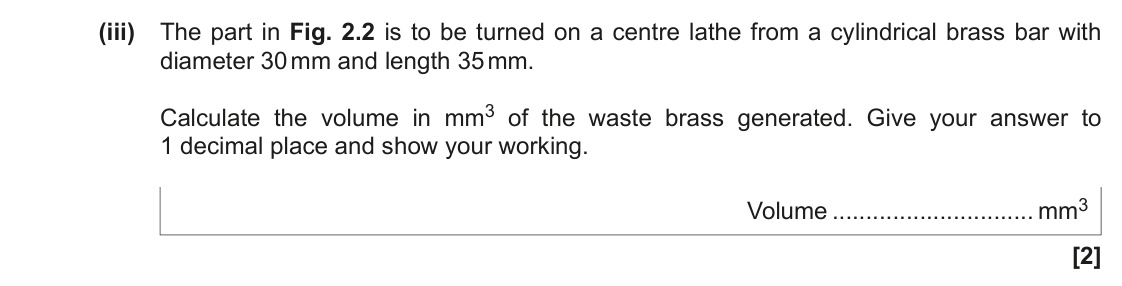 (iii) The part in Fig. 2.2 is to be turned on a centre lathe from a cylindrical brass bar with
diameter 30 mm and length 35 mm.
Calculate the volume in mm³ of the waste brass generated. Give your answer to
1 decimal place and show your working.
Volume .............................. mm³
[2]